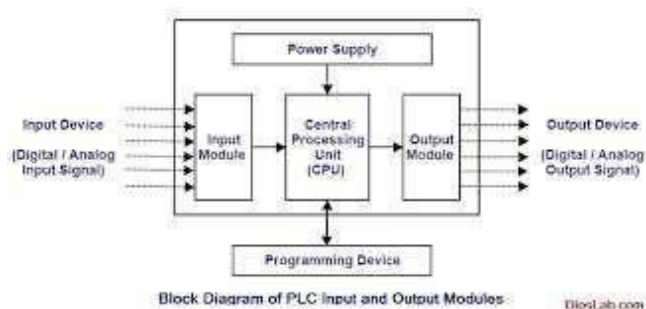 Power Supply
Input Device
(Digital / Analog
Input Signal)
Input
Module
Central
Processing
Unit
(CPU)
Output
Module
Output Device
(Digital / Analog
Output Signal)
Programming Device
Block Diagram of PLC Input and Output Modules
DiosLab.com